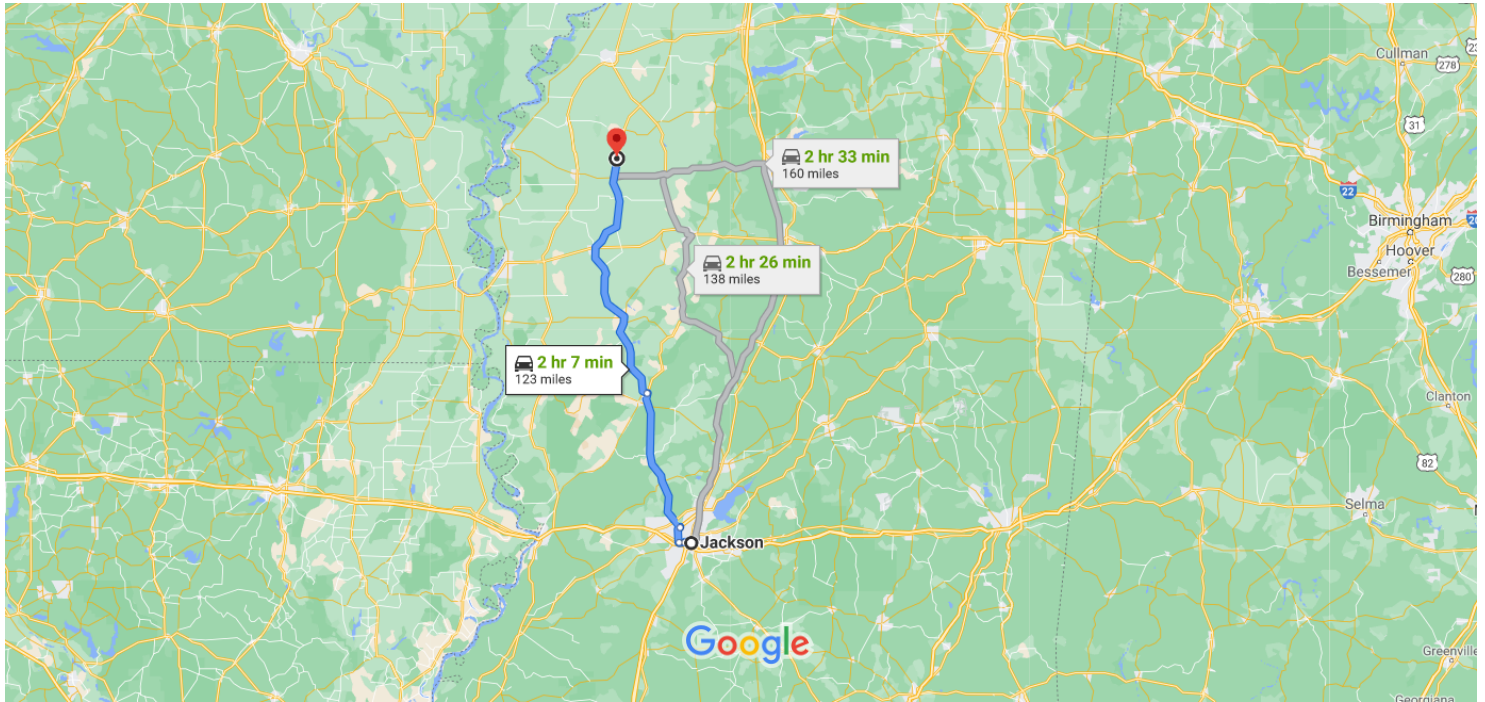 Cullman
278
31
2 hr 33 min
160 miles
22
Birmingham
Hoover
Bessemer
280
2 hr 26 min
138 miles
2 hr 7 min
123 miles
Clanton
82
Selma
Jackson
Google
Greenville
Georgiana